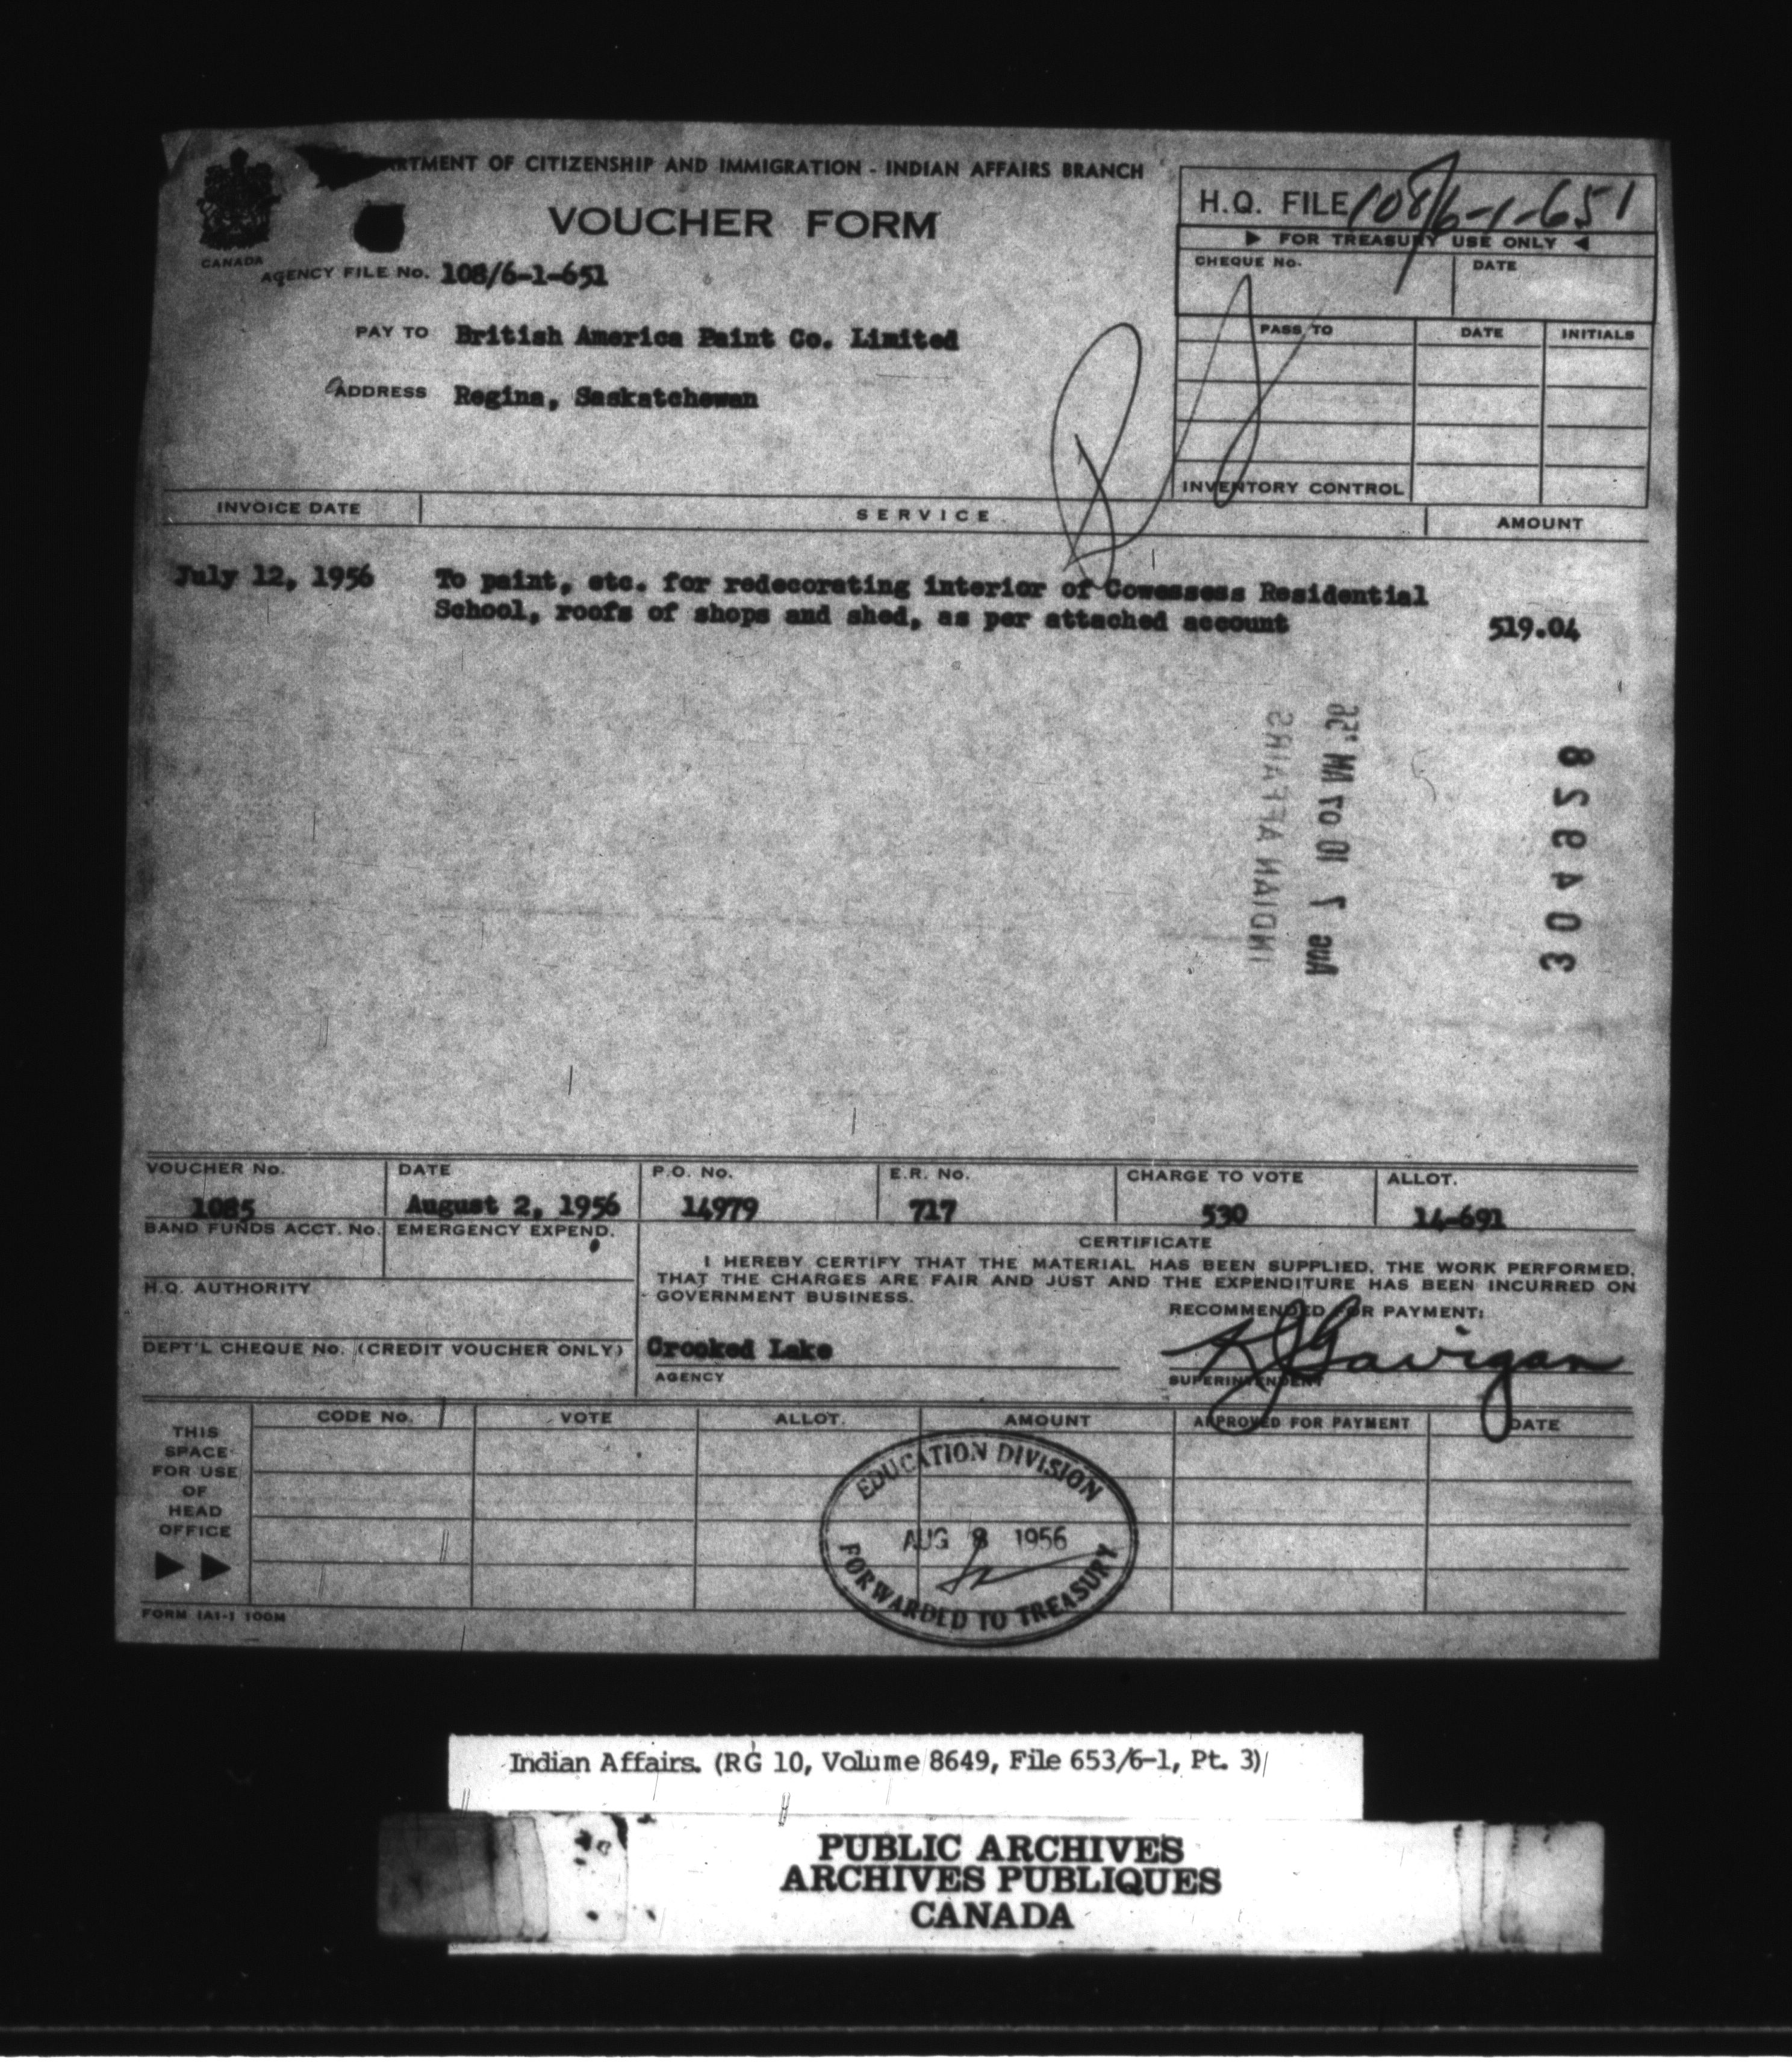 ARTMENT OF CITIZENSHIP AND IMMIGRATION - INDIAN AFFAIRS BRANCH
VOUCHER FORM
CANADA
AGENCY FILE No. 108/6-1-651
H.Q. FILE 108/6-1-651
FOR TREASURY USE ONLY
CHEQUE No. DATE
PASS TO DATE INITIALS
INVENTORY CONTROL
PAY TO British America Paint Co. Limited
ADDRESS Regina, Saskatchewan
INVOICE DATE SERVICE AMOUNT
July 12, 1956 To paint, etc. for redecorating interior of Cowessess Residential
School, roofs of shops and shed, as per attached account 519.04
INDIAN AFFAIRS
AUG 7 10 07 AM '56
304928
VOUCHER No. DATE P.O. No. E.R. No. CHARGE TO VOTE ALLOT.
1085 August 2, 1956 14979 717 530 14-691
BAND FUNDS ACCT. No. EMERGENCY EXPEND.
H.Q. AUTHORITY
DEPT'L CHEQUE No. (CREDIT VOUCHER ONLY)
CERTIFICATE
I HEREBY CERTIFY THAT THE MATERIAL HAS BEEN SUPPLIED, THE WORK PERFORMED,
THAT THE CHARGES ARE FAIR AND JUST AND THE EXPENDITURE HAS BEEN INCURRED ON
GOVERNMENT BUSINESS.
RECOMMENDED FOR PAYMENT:
Crooked Lake
AGENCY
Gavigan
SUPERINTENDENT
THIS
SPACE
FOR USE
OF
HEAD
OFFICE
CODE No. VOTE ALLOT. AMOUNT APPROVED FOR PAYMENT DATE
EDUCATION DIVISION
AUG 8 1956
FORWARDED TO TREASURY
FORM IA1-1 100M
Indian Affairs. (RG 10, Volume 8649, File 653/6-1, Pt. 3)
PUBLIC ARCHIVES
ARCHIVES PUBLIQUES
CANADA